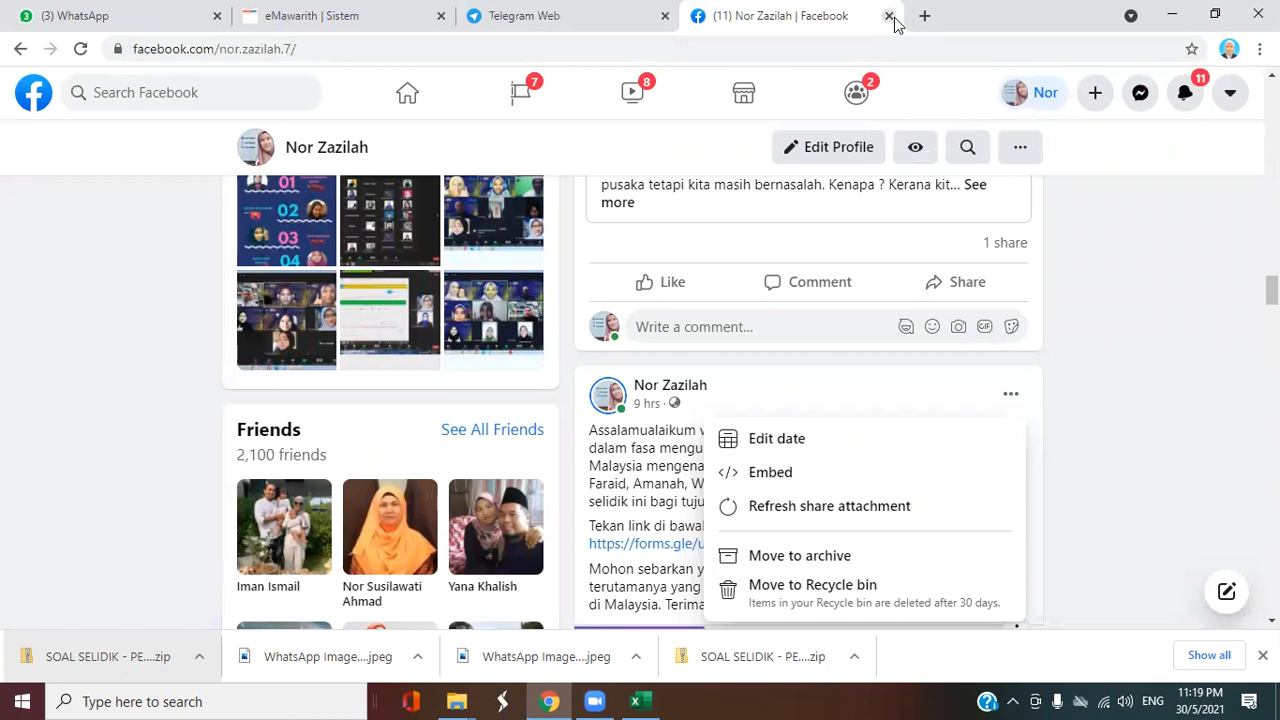 (3) WhatsApp
eMawarith | Sistem
Telegram Web
(11) Nor Zazilah | Facebook
facebook.com/nor.zazilah.7/
Search Facebook
7
8
2
Nor
11
Nor Zazilah
Edit Profile
01
02
03
04
pusaka tetapi kita masih bernasalah. Kenapa ? Kerana kit... See
more
1 share
Like
Comment
Share
Write a comment...
GIF
Friends
See All Friends
2,100 friends
Iman Ismail
Nor Susilawati
Ahmad
Yana Khalish
Nor Zazilah
9 hrs ·
Assalamualaikum w
dalam fasa mengu
Malaysia mengena
Faraid, Amanah, W
selidik ini bagi tuju
Tekan link di bawal
https://forms.gle/u
Mohon sebarkan y
terutamanya yang
di Malaysia. Terima
Edit date
Embed
Refresh share attachment
Move to archive
Move to Recycle bin
Items in your Recycle bin are deleted after 30 days.
SOAL SELIDIK - PE....zip
WhatsApp Image....jpeg
WhatsApp Image....jpeg
SOAL SELIDIK - PE....zip
Show all
Type here to search
ENG
11:19 PM
30/5/2021